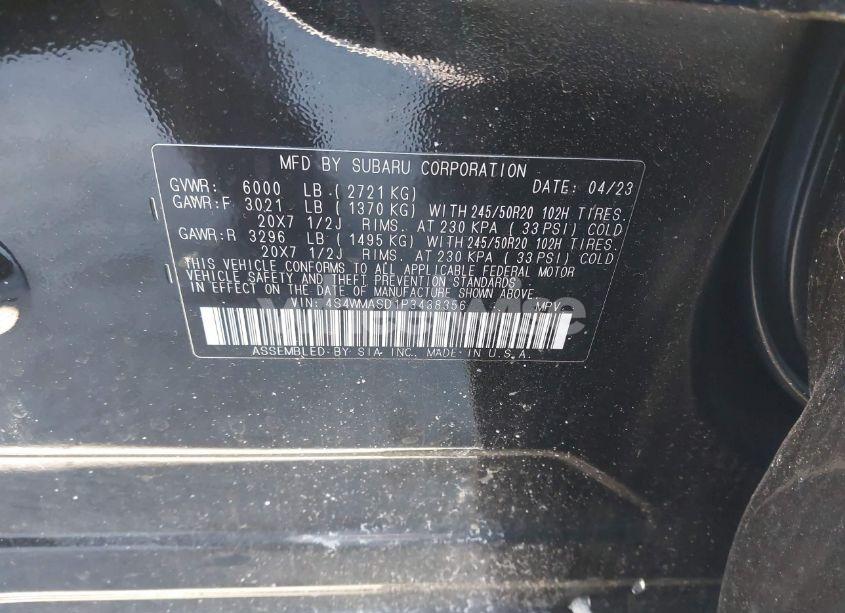 MFD BY SUBARU CORPORATION
GVWR: 6000 LB ( 2721 KG) DATE: 04/23
GAWR:F 3021 LB ( 1370 KG) WITH 245/50R20 102H TIRES.
20X7 1/2J RIMS. AT 230 KPA ( 33 PSI) COLD
GAWR:R 3296 LB ( 1495 KG) WITH 245/50R20 102H TIRES.
20X7 1/2J RIMS. AT 230 KPA ( 33 PSI) COLD
THIS VEHICLE CONFORMS TO ALL APPLICABLE FEDERAL MOTOR
VEHICLE SAFETY AND THEFT PREVENTION STANDARDS
IN EFFECT ON THE DATE OF MANUFACTURE SHOWN ABOVE.
VIN: 4S4WMASD1P3438356 MPV
ASSEMBLED BY SIA, INC., MADE IN U.S.A.